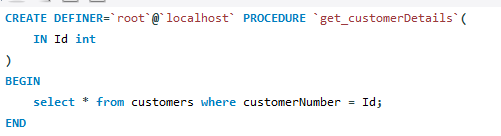 CREATE DEFINER=`root`@`localhost` PROCEDURE `get_customerDetails`(
    IN Id int
)
BEGIN
    select * from customers where customerNumber = Id;
END